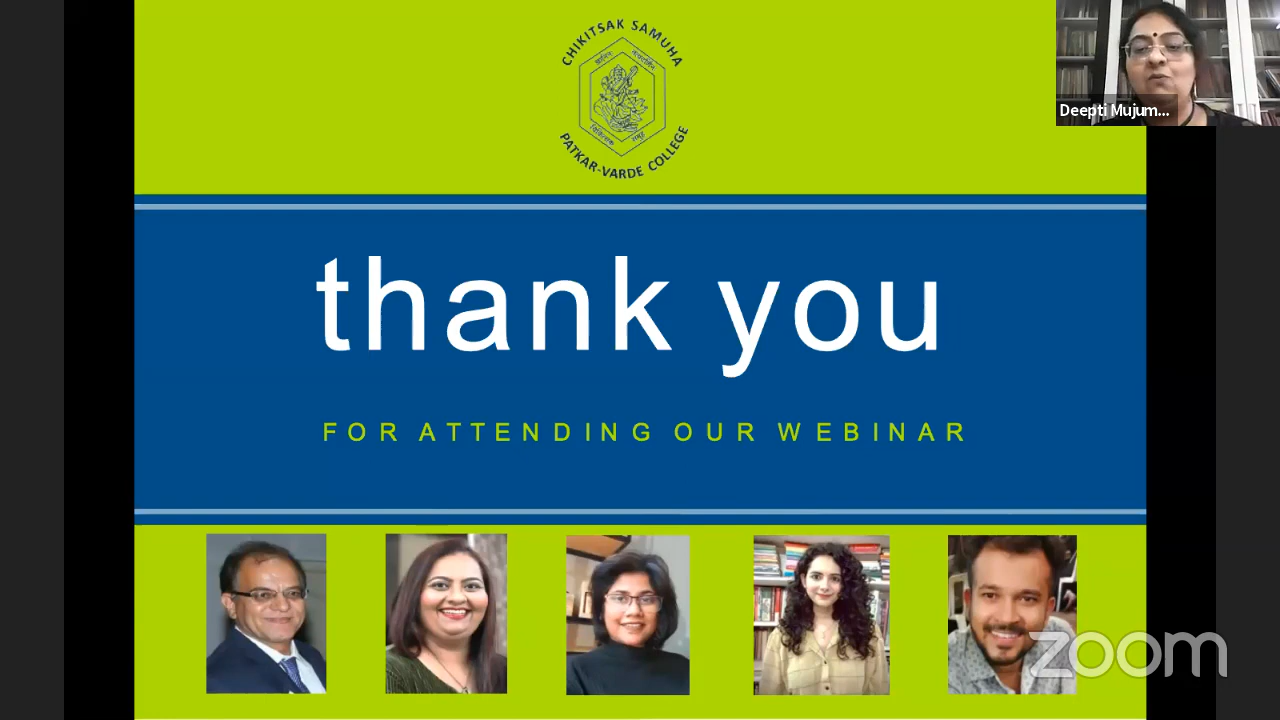 CHIKITSAK SAMUHA
PATKAR-VARDE COLLEGE
Deepti Mujum...
thank you
FOR ATTENDING OUR WEBINAR
zoom